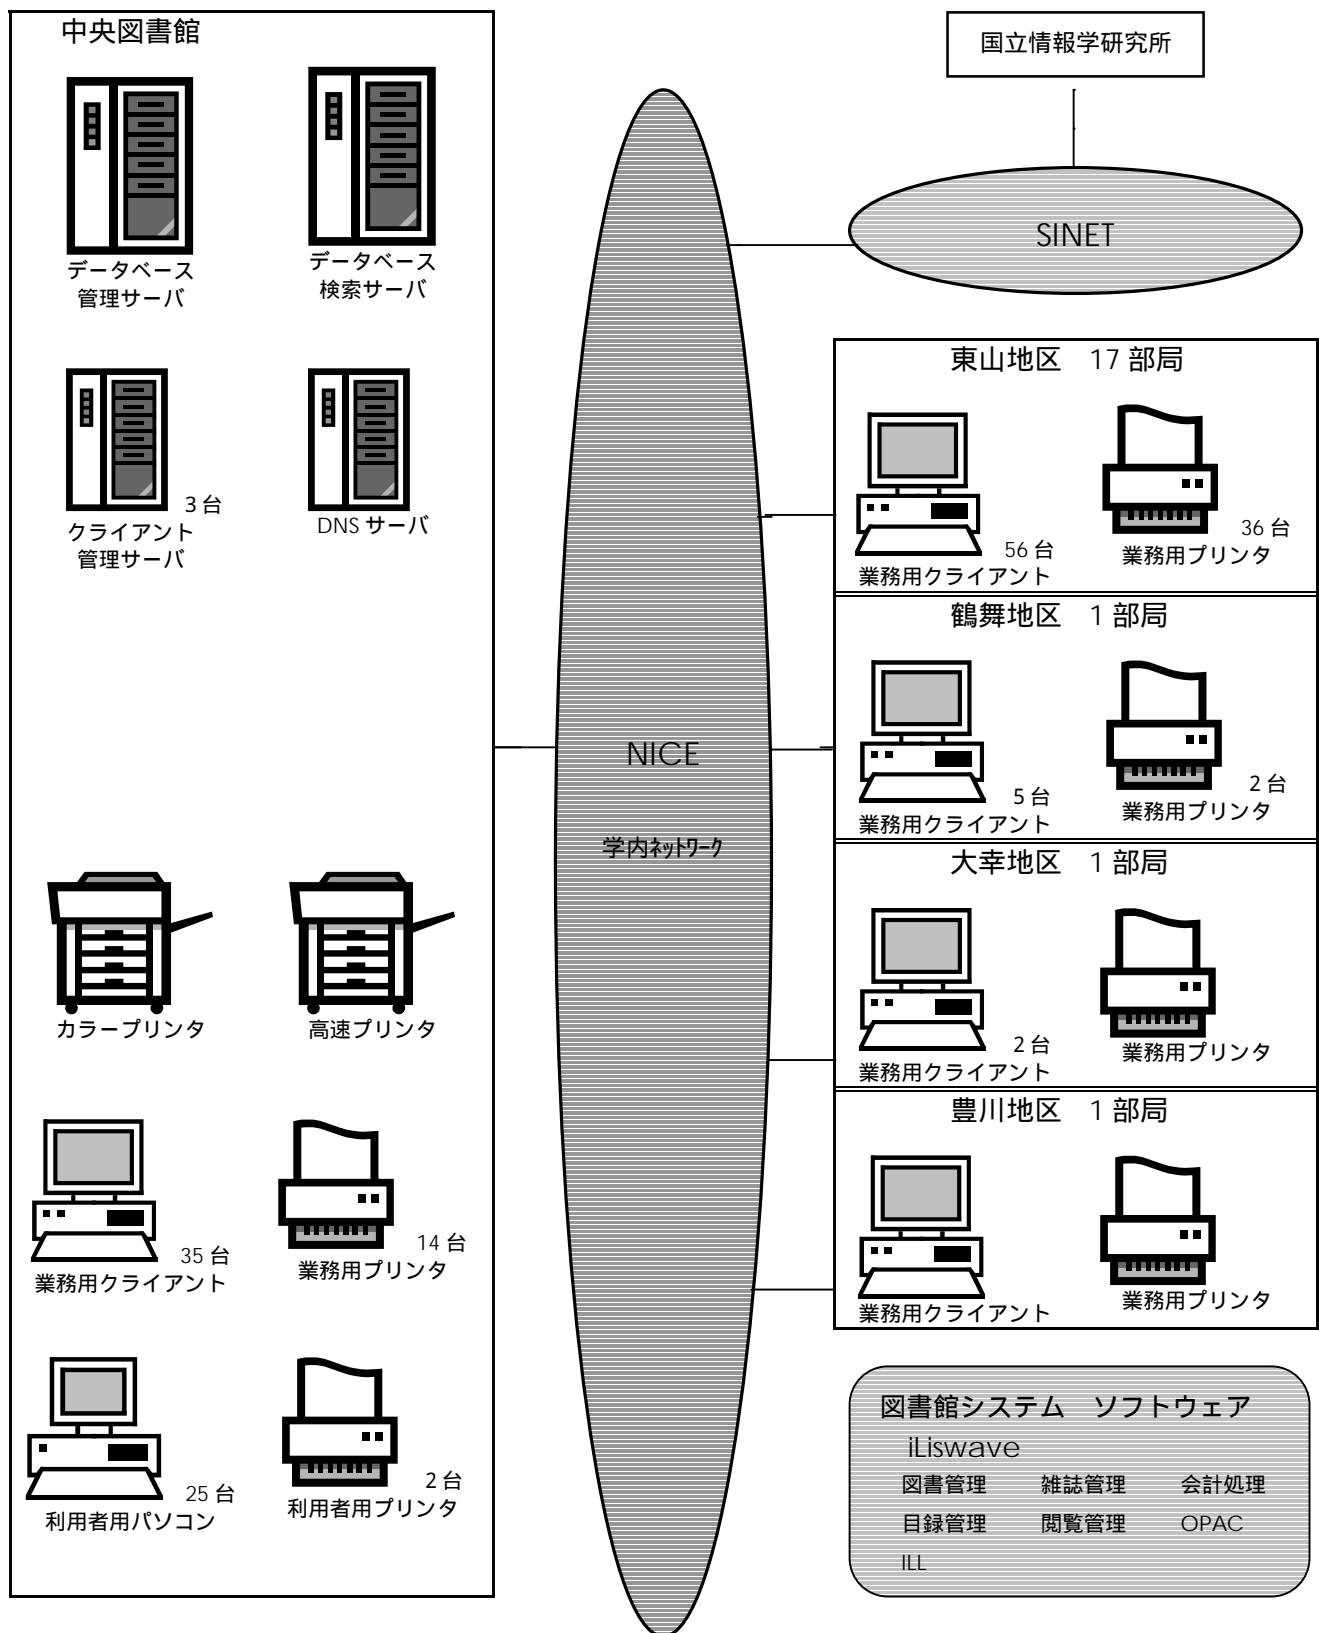 中央図書館
データベース
管理サーバ
データベース
検索サーバ
3台
クライアント
管理サーバ
DNS サーバ
カラープリンタ
高速プリンタ
35 台
業務用クライアント
14 台
業務用プリンタ
25 台
利用者用パソコン
2台
利用者用プリンタ
NICE
学内ネットワーク
国立情報学研究所
SINET
東山地区　17 部局
56 台
業務用クライアント
36 台
業務用プリンタ
鶴舞地区　1 部局
5 台
業務用クライアント
2 台
業務用プリンタ
大幸地区　1 部局
2 台
業務用クライアント
業務用プリンタ
豊川地区　1 部局
業務用クライアント
業務用プリンタ
図書館システム　ソフトウェア
iLiswave
図書管理　雑誌管理　会計処理
目録管理　閲覧管理　OPAC
ILL